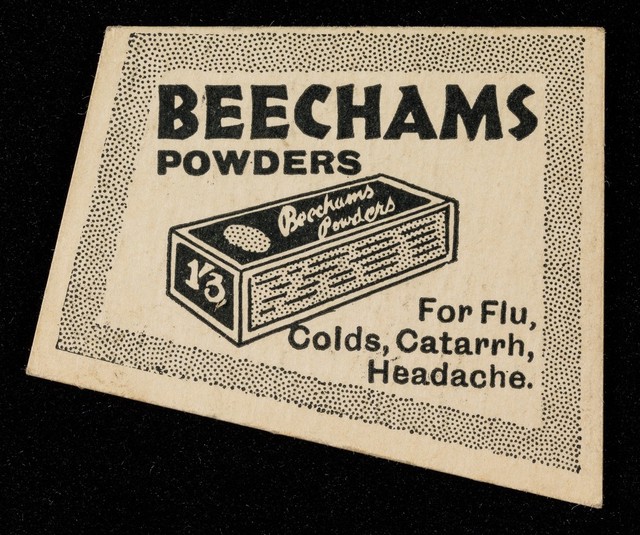 BEECHAMS
POWDERS
Beechams
Powders
1/3
For Flu,
Colds, Catarrh,
Headache.